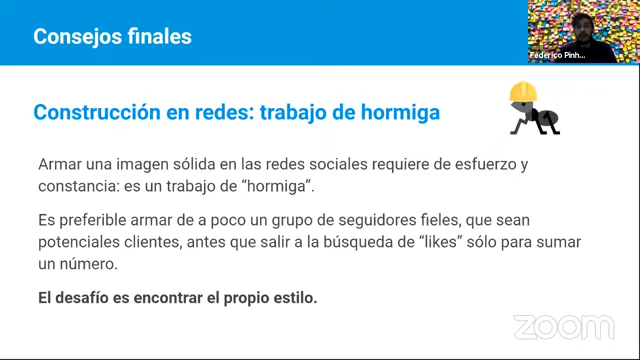 Consejos finales
Federico Pinh...
Construcción en redes: trabajo de hormiga
Armar una imagen sólida en las redes sociales requiere de esfuerzo y
constancia: es un trabajo de “hormiga”.
Es preferible armar de a poco un grupo de seguidores fieles, que sean
potenciales clientes, antes que salir a la búsqueda de “likes” sólo para sumar
un número.
El desafío es encontrar el propio estilo.
zoom